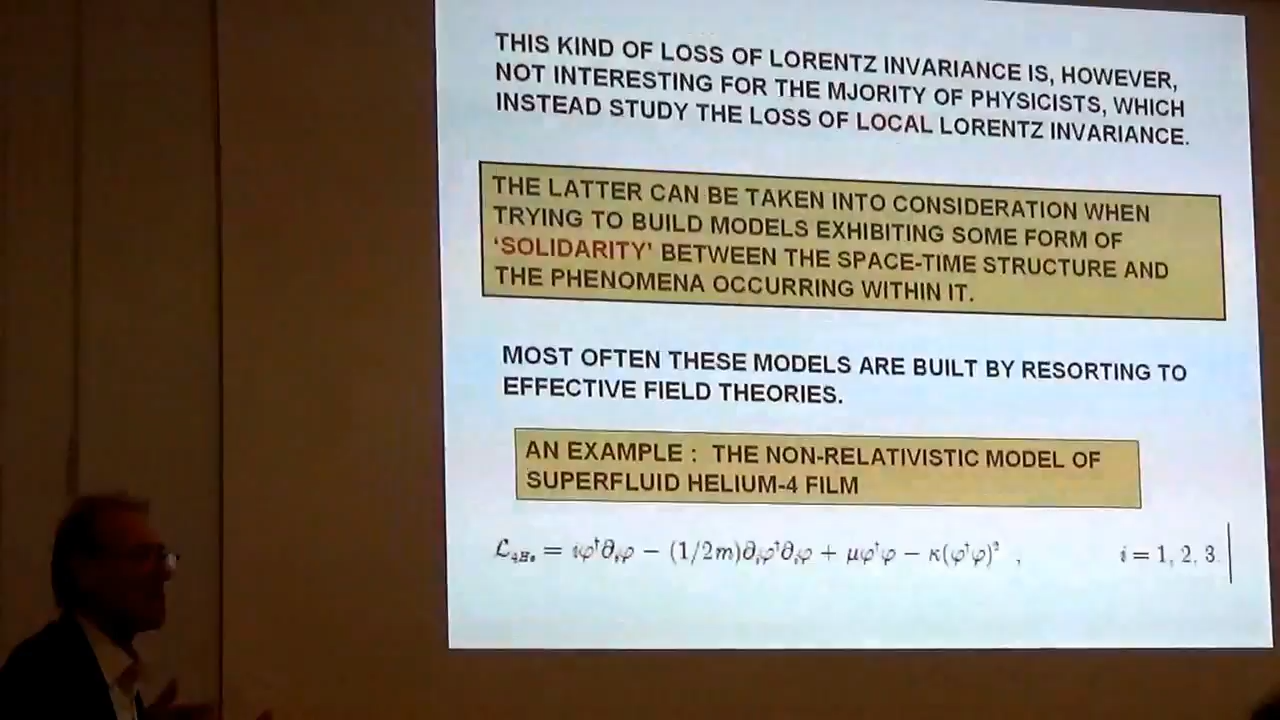 THIS KIND OF LOSS OF LORENTZ INVARIANCE IS, HOWEVER,
NOT INTERESTING FOR THE MJORITY OF PHYSICISTS, WHICH
INSTEAD STUDY THE LOSS OF LOCAL LORENTZ INVARIANCE.
THE LATTER CAN BE TAKEN INTO CONSIDERATION WHEN
TRYING TO BUILD MODELS EXHIBITING SOME FORM OF
'SOLIDARITY' BETWEEN THE SPACE-TIME STRUCTURE AND
THE PHENOMENA OCCURRING WITHIN IT.
MOST OFTEN THESE MODELS ARE BUILT BY RESORTING TO
EFFECTIVE FIELD THEORIES.
AN EXAMPLE : THE NON-RELATIVISTIC MODEL OF
SUPERFLUID HELIUM-4 FILM
ℒ₄He = iφ†∂ₜφ − (1/2m)∂ᵢφ†∂ᵢφ + μφ†φ − κ(φ†φ)² , i = 1, 2, 3.